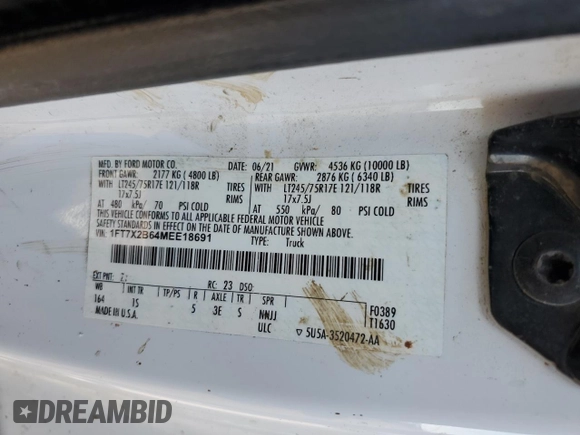 MFD. BY FORD MOTOR CO.
DATE: 06/21 GVWR: 4536 KG (10000 LB)
FRONT GAWR: 2177 KG (4800 LB) REAR GAWR: 2876 KG (6340 LB)
WITH LT245/75R17E 121/118R TIRES WITH LT245/75R17E 121/118R TIRES
17x7.5J RIMS 17x7.5J RIMS
AT 480 kPa/ 70 PSI COLD AT 550 kPa/ 80 PSI COLD
THIS VEHICLE CONFORMS TO ALL APPLICABLE FEDERAL MOTOR VEHICLE
SAFETY STANDARDS IN EFFECT ON THE DATE OF MANUFACTURE SHOWN ABOVE.
VIN: 1FT7X2B64MEE18691 TYPE: Truck
EXT PNT: RC: 23 DSO:
WB INT TR TP/PS R AXLE TR SPR
164 IS 5 3E S NNJJ F0389
MADE IN U.S.A. ULC T1630
▽ 5U5A-3520472-AA
DREAMBID